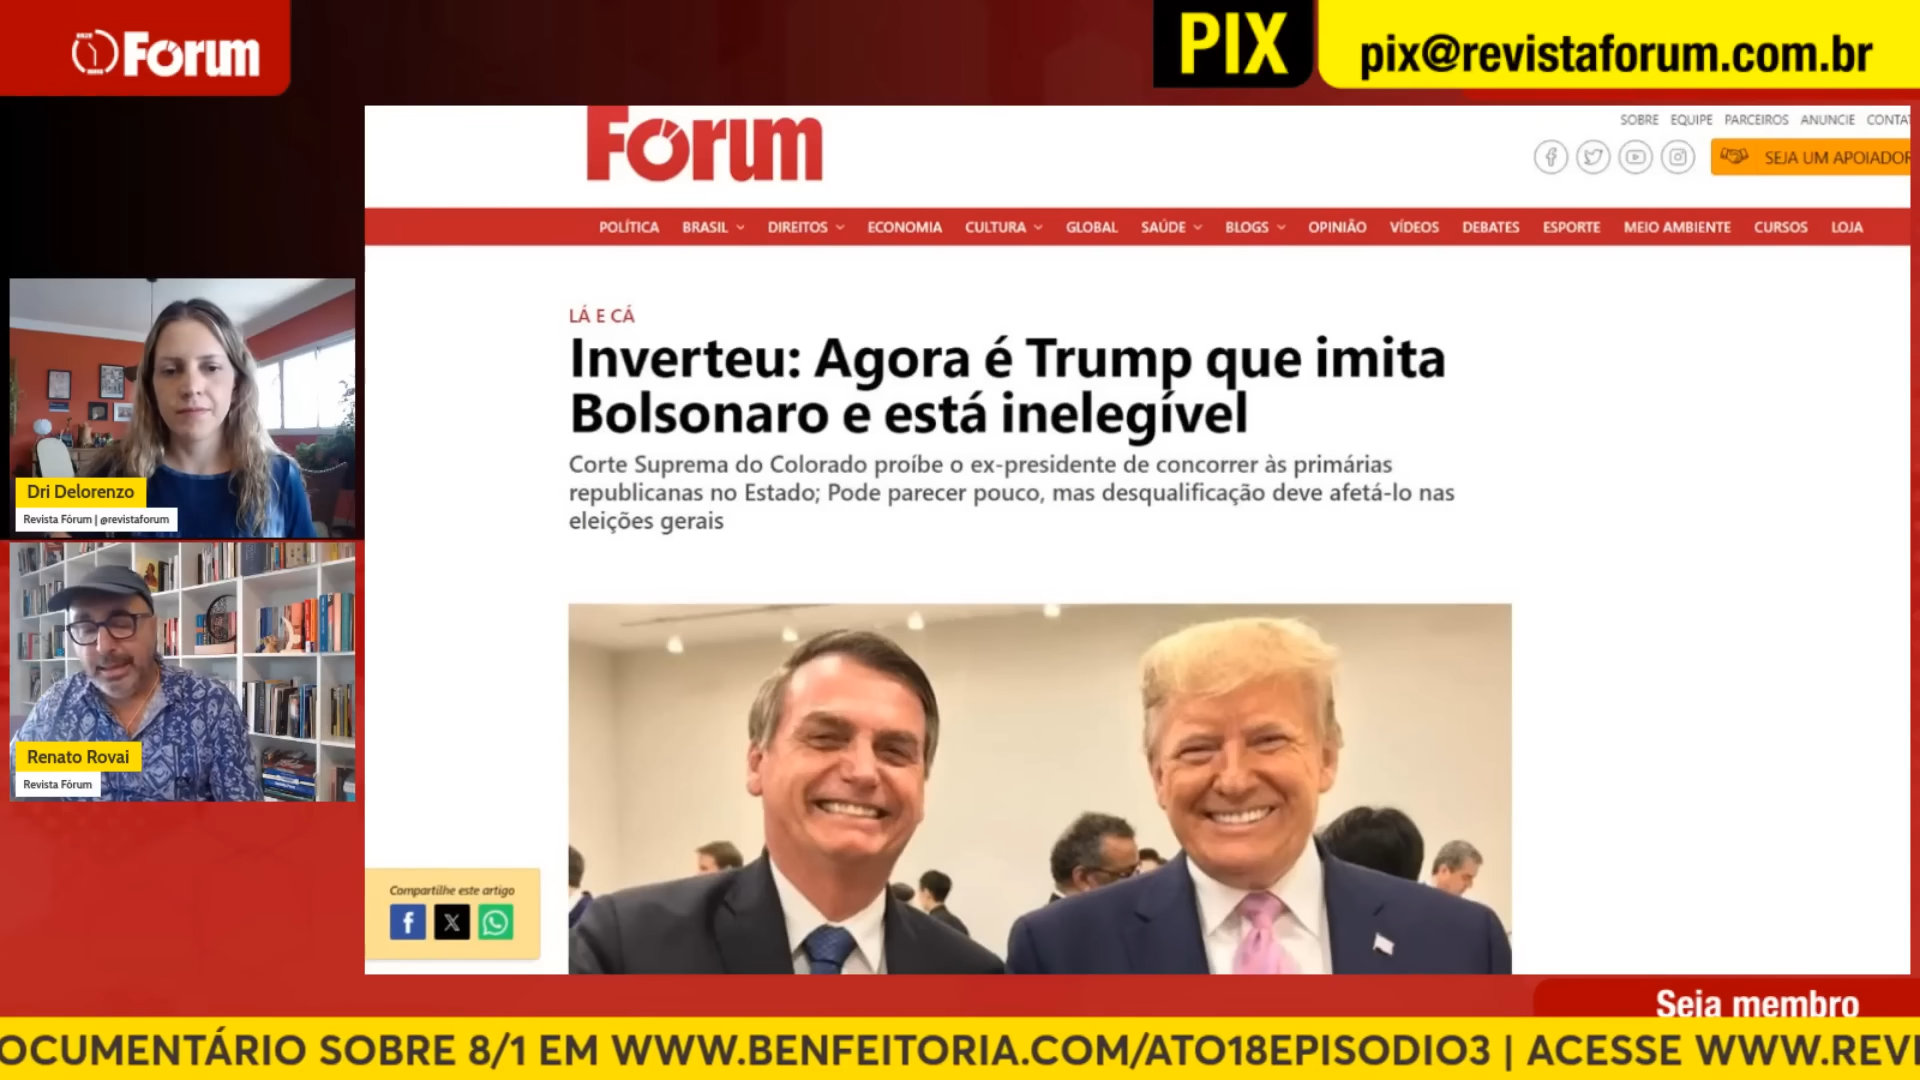 Fórum
PIX
pix@revistaforum.com.br
Fórum
SOBRE EQUIPE PARCEIROS ANUNCIE CONTAT
SEJA UM APOIADOR
POLÍTICA BRASIL DIREITOS ECONOMIA CULTURA GLOBAL SAÚDE BLOGS OPINIÃO VÍDEOS DEBATES ESPORTE MEIO AMBIENTE CURSOS LOJA
LÁ E CÁ
Inverteu: Agora é Trump que imita
Bolsonaro e está inelegível
Corte Suprema do Colorado proíbe o ex-presidente de concorrer às primárias
republicanas no Estado; Pode parecer pouco, mas desqualificação deve afetá-lo nas
eleições gerais
Dri Delorenzo
Revista Fórum | @revistaforum
Renato Rovai
Revista Fórum
Compartilhe este artigo
Seja membro
OCUMENTÁRIO SOBRE 8/1 EM WWW.BENFEITORIA.COM/ATO18EPISODIO3 | ACESSE WWW.REVI